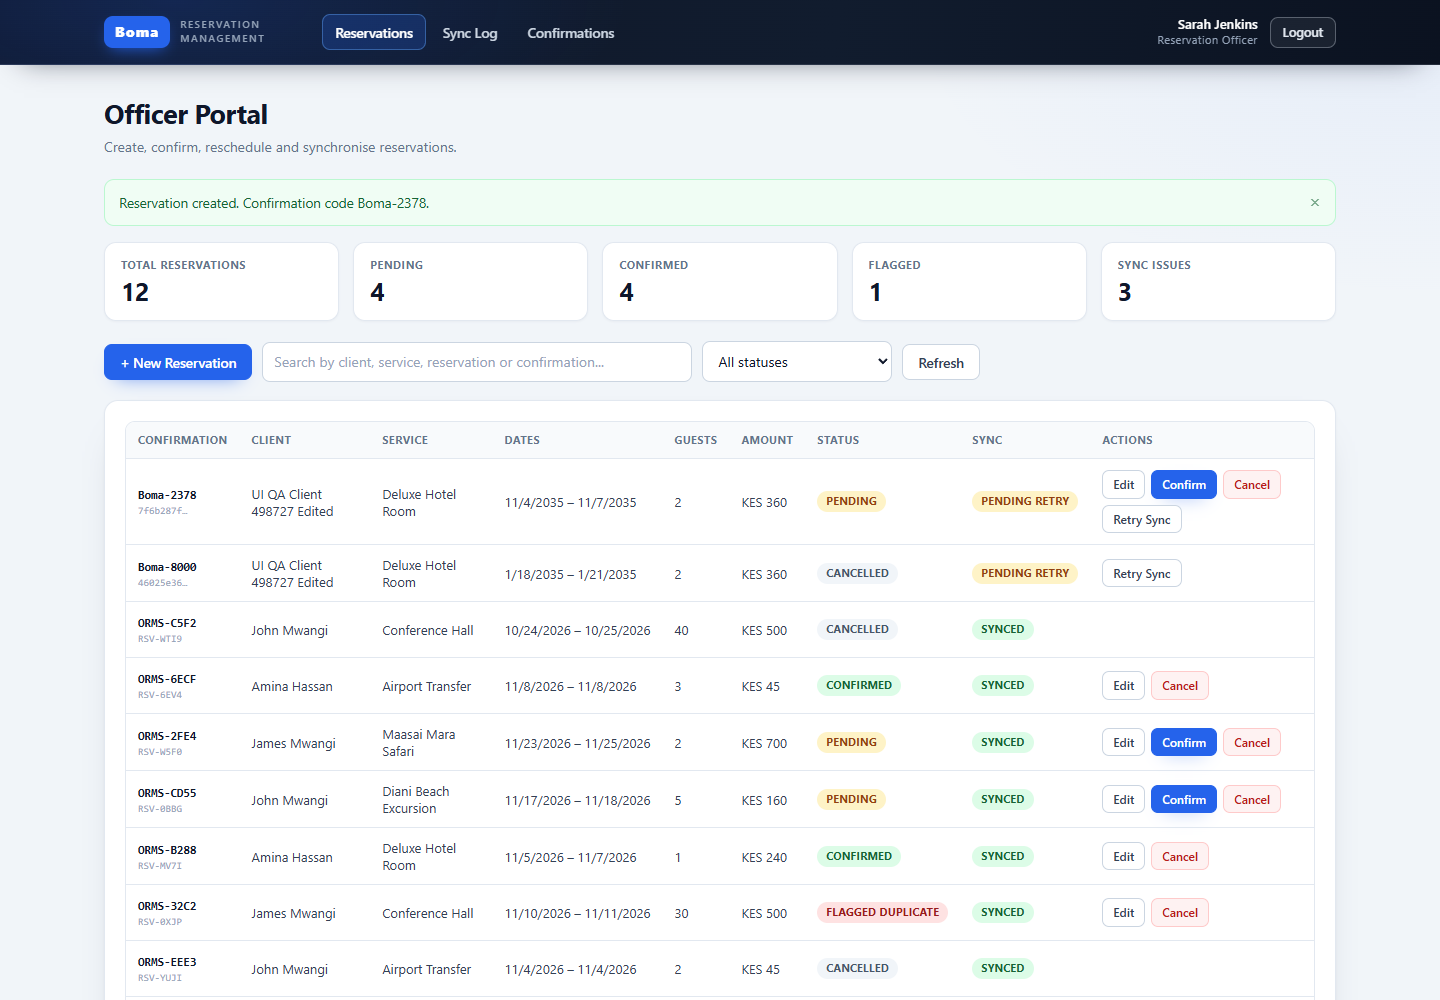 Boma
RESERVATION
MANAGEMENT
Reservations
Sync Log
Confirmations
Sarah Jenkins
Reservation Officer
Logout
Officer Portal
Create, confirm, reschedule and synchronise reservations.
Reservation created. Confirmation code Boma-2378.
×
TOTAL RESERVATIONS
12
PENDING
4
CONFIRMED
4
FLAGGED
1
SYNC ISSUES
3
+ New Reservation
Search by client, service, reservation or confirmation...
All statuses
Refresh
CONFIRMATION CLIENT SERVICE DATES GUESTS AMOUNT STATUS SYNC ACTIONS
Boma-2378
7f6b287f…
UI QA Client
498727 Edited
Deluxe Hotel
Room
11/4/2035 – 11/7/2035
2
KES 360
PENDING
PENDING RETRY
Edit
Confirm
Cancel
Retry Sync
Boma-8000
46025e36…
UI QA Client
498727 Edited
Deluxe Hotel
Room
1/18/2035 – 1/21/2035
2
KES 360
CANCELLED
PENDING RETRY
Retry Sync
ORMS-C5F2
RSV-WTI9
John Mwangi
Conference Hall
10/24/2026 – 10/25/2026
40
KES 500
CANCELLED
SYNCED
ORMS-6ECF
RSV-6EV4
Amina Hassan
Airport Transfer
11/8/2026 – 11/8/2026
3
KES 45
CONFIRMED
SYNCED
Edit
Cancel
ORMS-2FE4
RSV-W5F0
James Mwangi
Maasai Mara
Safari
11/23/2026 – 11/25/2026
2
KES 700
PENDING
SYNCED
Edit
Confirm
Cancel
ORMS-CD55
RSV-08BG
John Mwangi
Diani Beach
Excursion
11/17/2026 – 11/18/2026
5
KES 160
PENDING
SYNCED
Edit
Confirm
Cancel
ORMS-B288
RSV-MV7I
Amina Hassan
Deluxe Hotel
Room
11/5/2026 – 11/7/2026
1
KES 240
CONFIRMED
SYNCED
Edit
Cancel
ORMS-32C2
RSV-0XJP
James Mwangi
Conference Hall
11/10/2026 – 11/11/2026
30
KES 500
FLAGGED DUPLICATE
SYNCED
Edit
Cancel
ORMS-EEE3
RSV-YUJI
John Mwangi
Airport Transfer
11/4/2026 – 11/4/2026
2
KES 45
CANCELLED
SYNCED